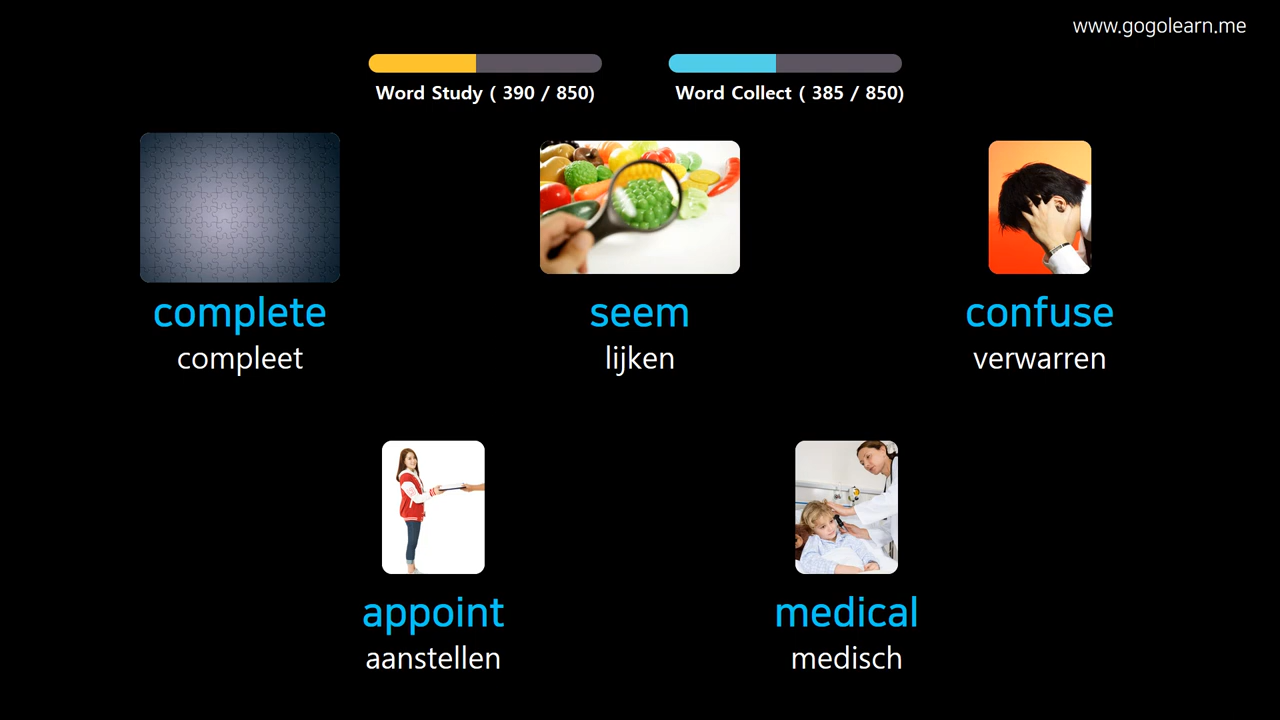 www.gogolearn.me
Word Study ( 390 / 850)
Word Collect ( 385 / 850)
complete
compleet
seem
lijken
confuse
verwarren
appoint
aanstellen
medical
medisch